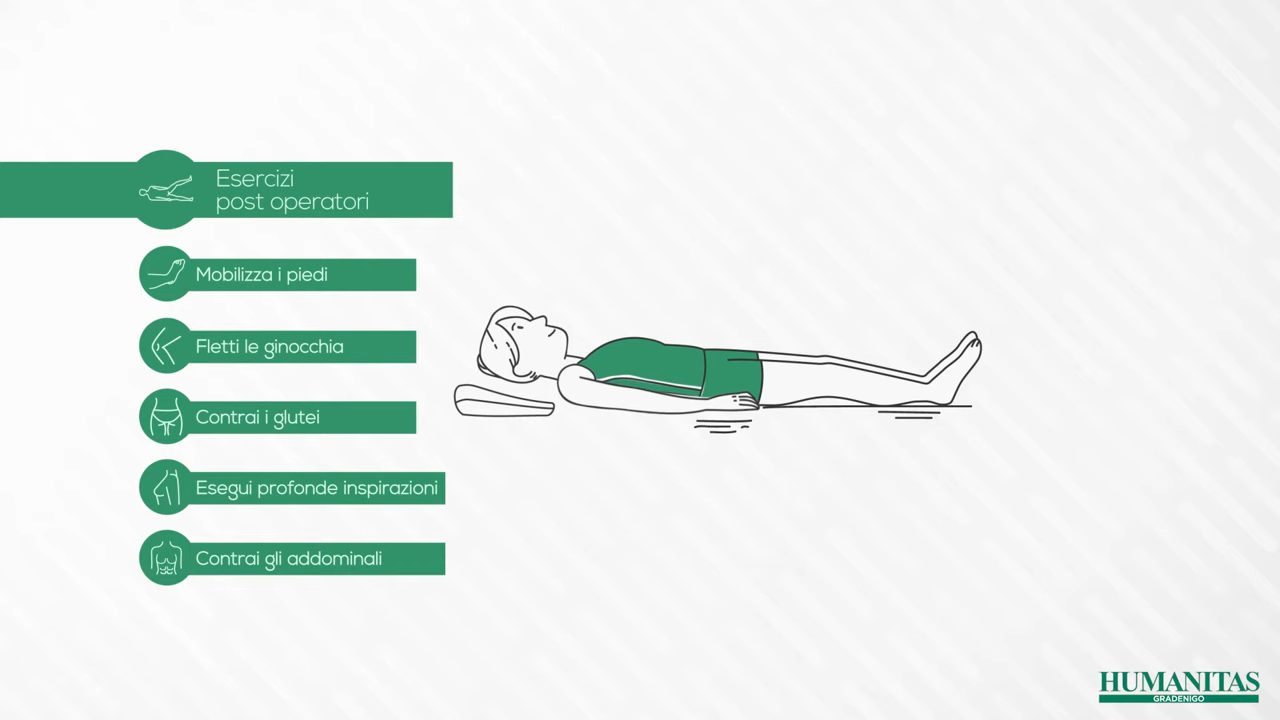 Esercizi
post operatori
Mobilizza i piedi
Fletti le ginocchia
Contrai i glutei
Esegui profonde inspirazioni
Contrai gli addominali
HUMANITAS
GRADENIGO